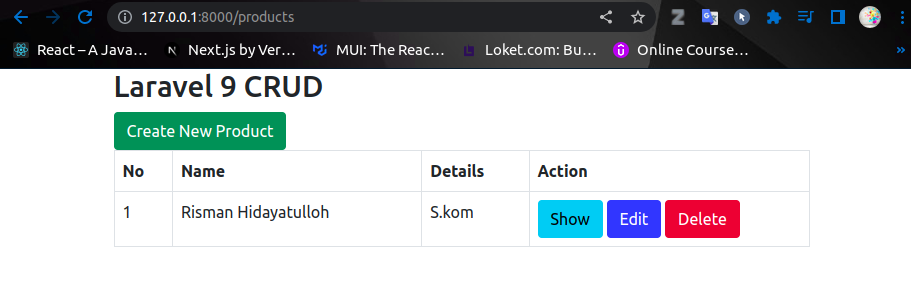 127.0.0.1:8000/products
React – A Java… Next.js by Ver… MUI: The Reac… Loket.com: Bu… Online Course… »
Laravel 9 CRUD
Create New Product
No Name Details Action
1 Risman Hidayatulloh S.kom Show Edit Delete